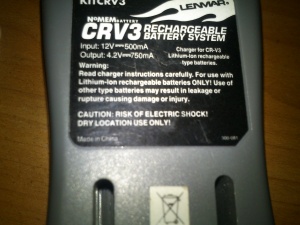 KITCRV3
LENMAR
NOMEM BATTERY
CRV3 RECHARGEABLE
BATTERY SYSTEM
Input: 12V⎓500mA
Output: 4.2V⎓750mA
Charger for CR-V3
Lithium-Ion rechargeable
-type batteries.
Warning:
Read charger instructions carefully. For use with
Lithium-Ion rechargeable batteries ONLY! Use of
other type batteries may result in leakage or
rupture causing damage or injury.
CAUTION: RISK OF ELECTRIC SHOCK!
DRY LOCATION USE ONLY!
Made in China